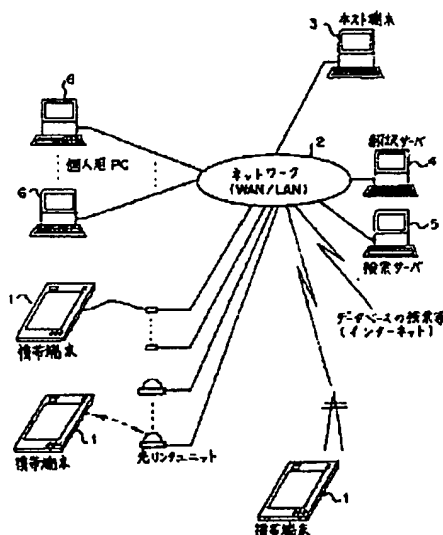 3
ホスト端末
6
2
個人用PC
ネットワーク
(WAN/LAN)
サーバ
4
6
5
検索サーバ
1
携帯端末
データベースの検索等
(インターネット)
携帯端末
1
光リンクユニット
1
携帯端末